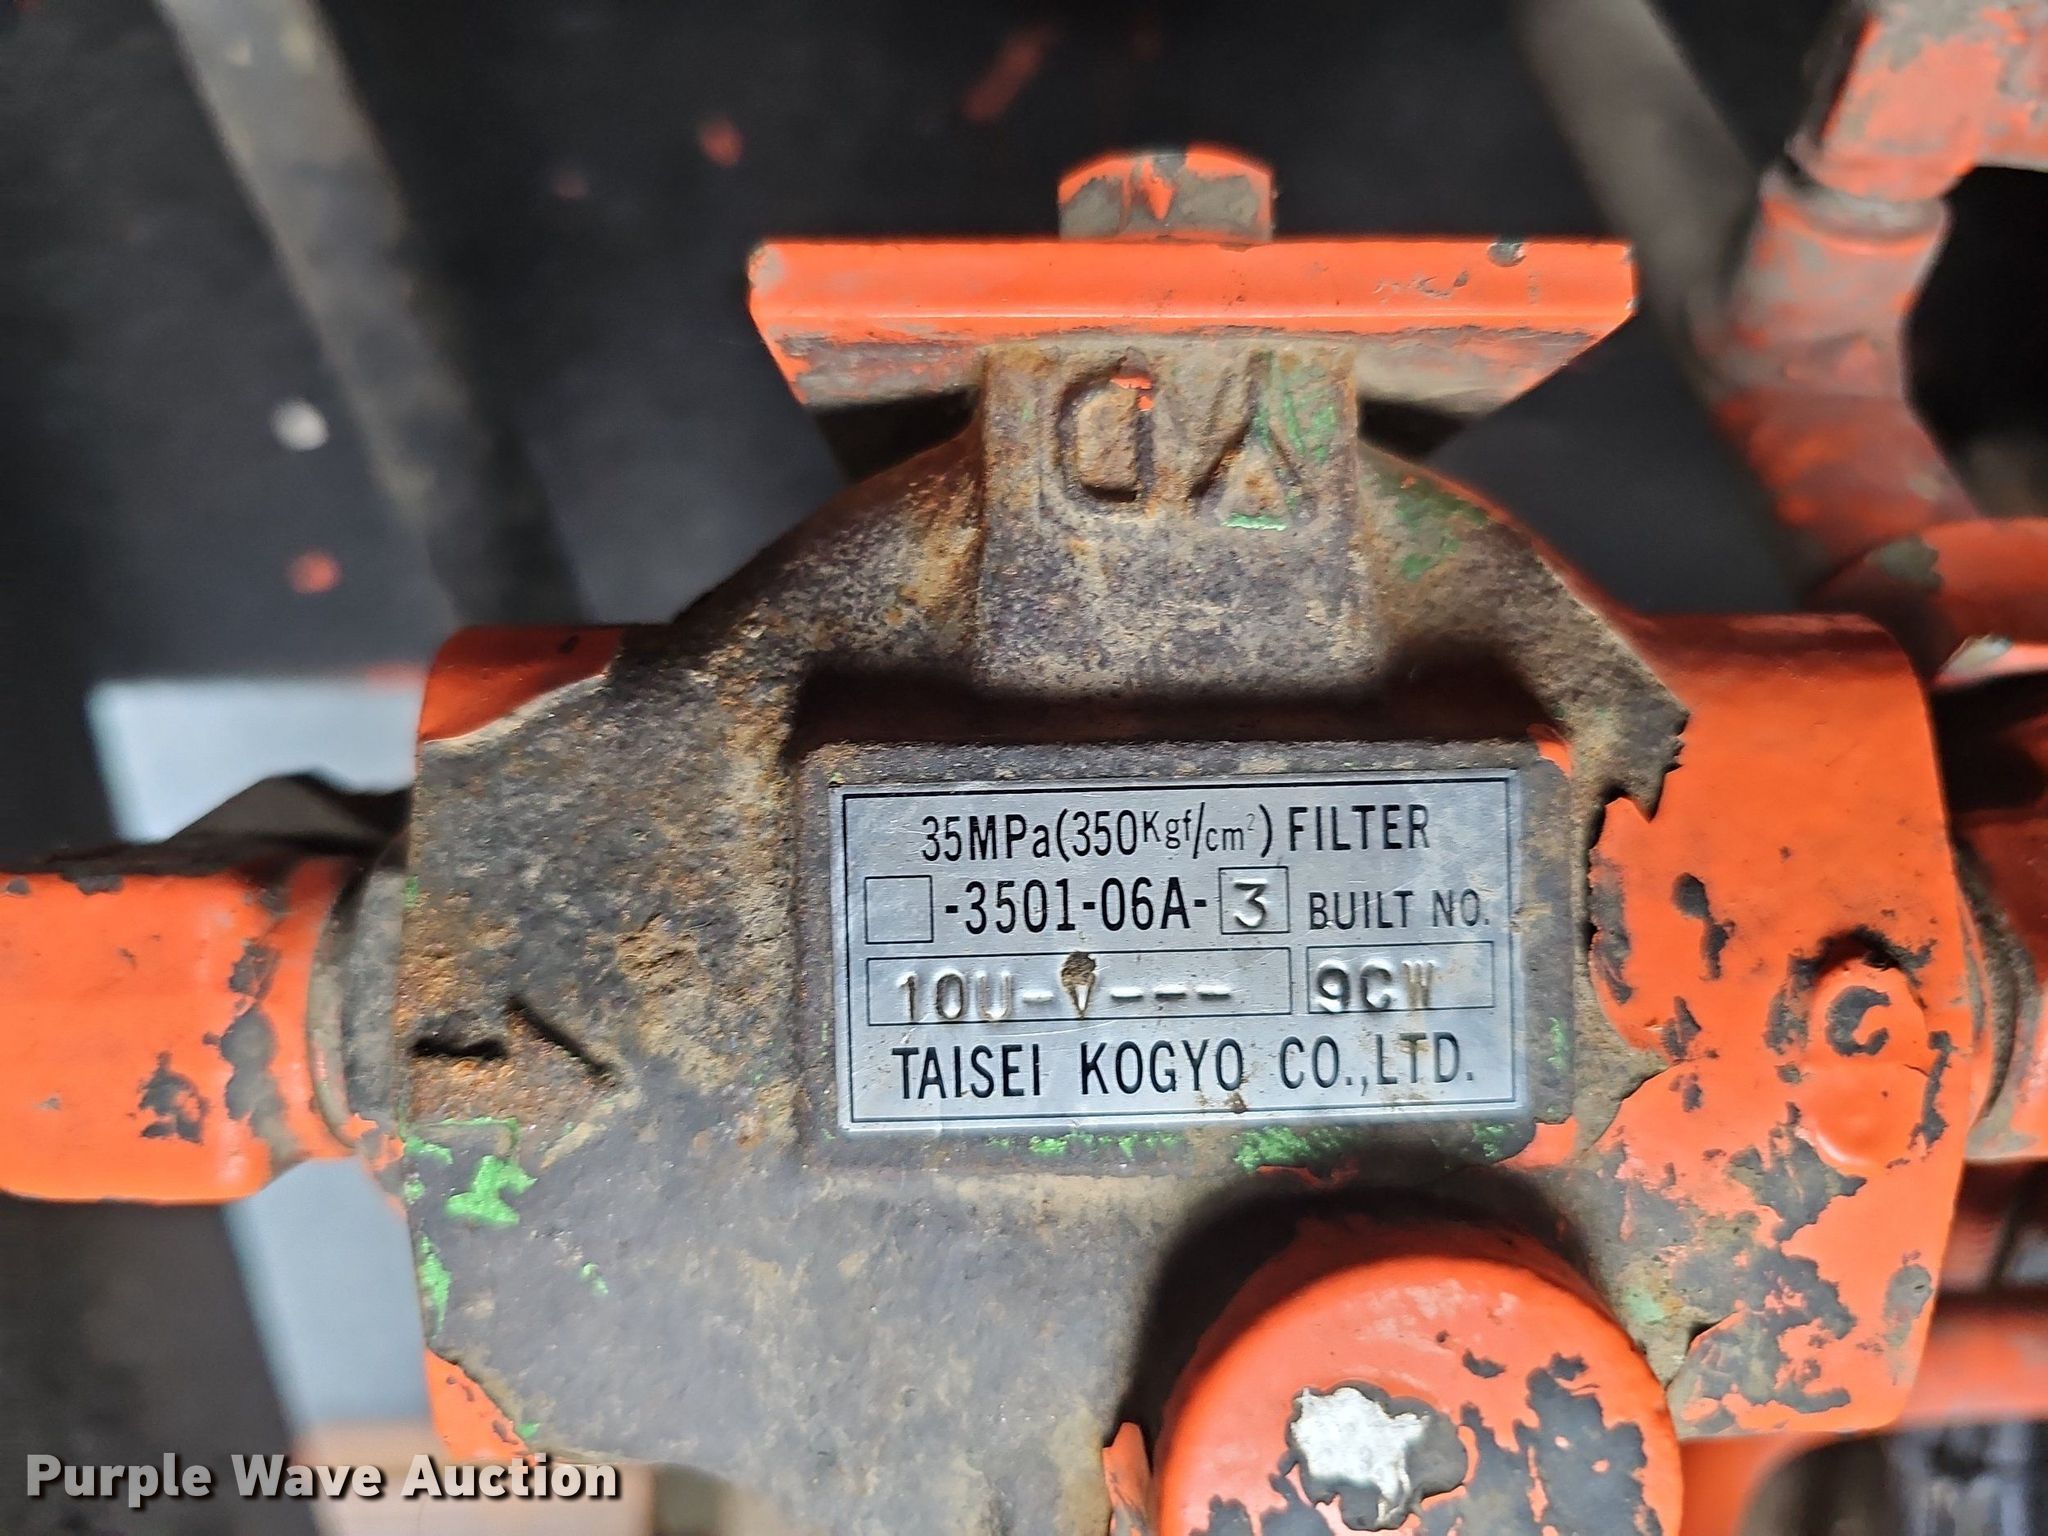 35MPa(350Kgf/cm²) FILTER
-3501-06A-3 BUILT NO.
10U- --- 9CW
TAISEI KOGYO CO.,LTD.
Purple Wave Auction